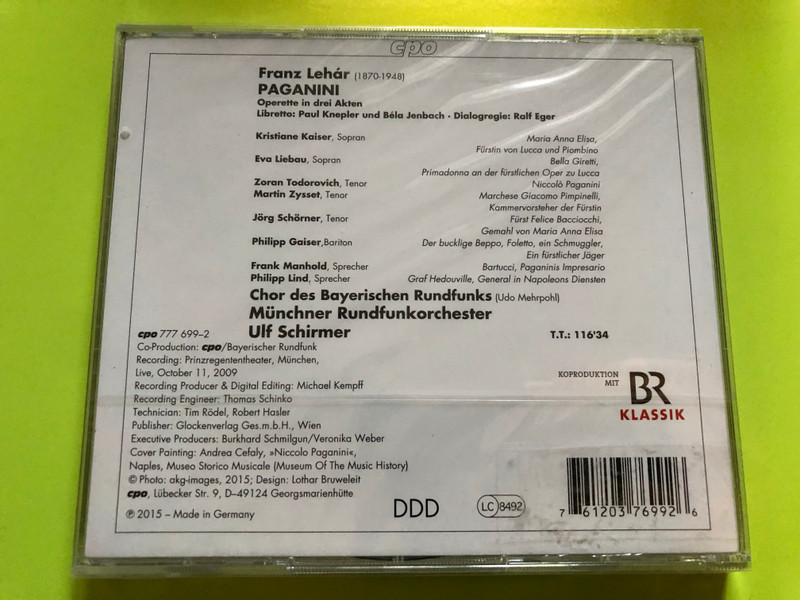 cpo
Franz Lehár (1870-1948)
PAGANINI
Operette in drei Akten
Libretto: Paul Knepler und Béla Jenbach · Dialogregie: Ralf Eger
Kristiane Kaiser, Sopran Maria Anna Elisa,
Fürstin von Lucca und Piombino
Eva Liebau, Sopran Bella Giretti,
Primadonna an der fürstlichen Oper zu Lucca
Zoran Todorovich, Tenor Niccolò Paganini
Martin Zysset, Tenor Marchese Giacomo Pimpinelli,
Kammervorsteher der Fürstin
Jörg Schörner, Tenor Fürst Felice Bacciocchi,
Gemahl von Maria Anna Elisa
Philipp Gaiser,Bariton Der bucklige Beppo, Foletto, ein Schmuggler,
Ein fürstlicher Jäger
Frank Manhold, Sprecher Bartucci, Paganinis Impresario
Philipp Lind, Sprecher Graf Hedouville, General in Napoleons Diensten
Chor des Bayerischen Rundfunks (Udo Mehrpohl)
Münchner Rundfunkorchester
cpo 777 699–2 Ulf Schirmer T.T.: 116'34
Co-Production: cpo/Bayerischer Rundfunk
Recording: Prinzregententheater, München,
Live, October 11, 2009
Recording Producer & Digital Editing: Michael Kempff
Recording Engineer: Thomas Schinko
Technician: Tim Rödel, Robert Hasler
Publisher: Glockenverlag Ges.m.b.H., Wien
Executive Producers: Burkhard Schmilgun/Veronika Weber
Cover Painting: Andrea Cefaly, »Niccolo Paganini«,
Naples, Museo Storico Musicale (Museum Of The Music History)
© Photo: akg-images, 2015; Design: Lothar Bruweleit
cpo, Lübecker Str. 9, D–49124 Georgsmarienhütte
℗ 2015 – Made in Germany
KOPRODUKTION
MIT
BR
KLASSIK
DDD
LC 8492
7 61203 76992 6